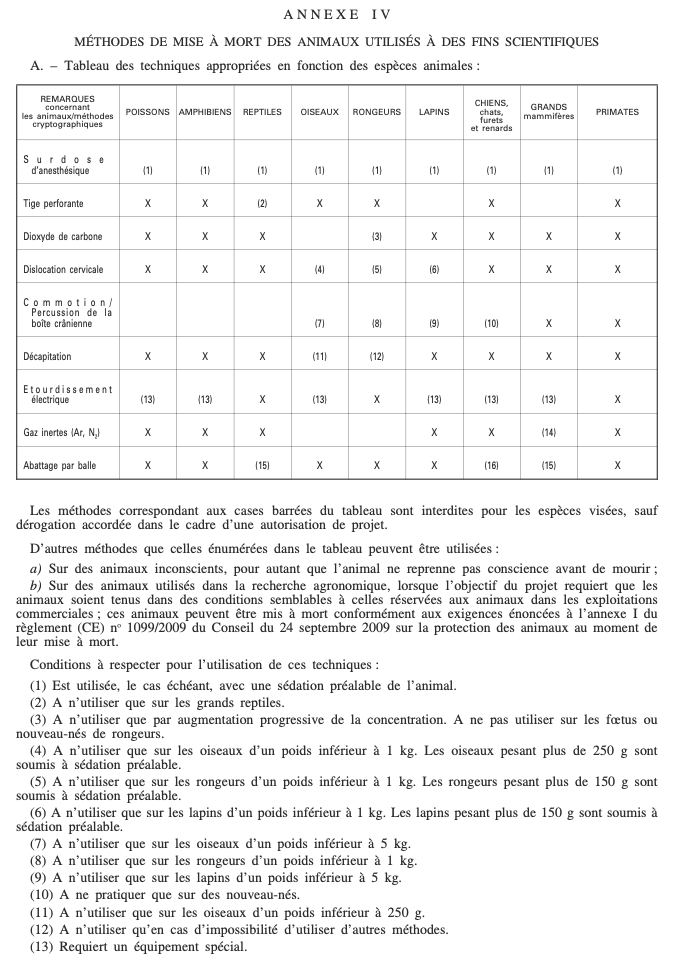 ANNEXE IV
MÉTHODES DE MISE À MORT DES ANIMAUX UTILISÉS À DES FINS SCIENTIFIQUES
A. – Tableau des techniques appropriées en fonction des espèces animales :
REMARQUES
concernant
les animaux/méthodes
cryptographiques
POISSONS
AMPHIBIENS
REPTILES
OISEAUX
RONGEURS
LAPINS
CHIENS,
chats,
furets
et renards
GRANDS
mammifères
PRIMATES
Surdose
d'anesthésique (1) (1) (1) (1) (1) (1) (1) (1) (1)
Tige perforante X X (2) X X X X
Dioxyde de carbone X X X (3) X X X X
Dislocation cervicale X X X (4) (5) (6) X X X
Commotion/
Percussion de la
boîte crânienne (7) (8) (9) (10) X X
Décapitation X X X (11) (12) X X X X
Etourdissement
électrique (13) (13) X (13) X (13) (13) (13) X
Gaz inertes (Ar, N2) X X X X X (14) X
Abattage par balle X X (15) X X X (16) (15) X
Les méthodes correspondant aux cases barrées du tableau sont interdites pour les espèces visées, sauf
dérogation accordée dans le cadre d'une autorisation de projet.
D'autres méthodes que celles énumérées dans le tableau peuvent être utilisées :
a) Sur des animaux inconscients, pour autant que l'animal ne reprenne pas conscience avant de mourir ;
b) Sur des animaux utilisés dans la recherche agronomique, lorsque l'objectif du projet requiert que les
animaux soient tenus dans des conditions semblables à celles réservées aux animaux dans les exploitations
commerciales ; ces animaux peuvent être mis à mort conformément aux exigences énoncées à l'annexe I du
règlement (CE) nº 1099/2009 du Conseil du 24 septembre 2009 sur la protection des animaux au moment de
leur mise à mort.
Conditions à respecter pour l'utilisation de ces techniques :
(1) Est utilisée, le cas échéant, avec une sédation préalable de l'animal.
(2) A n'utiliser que sur les grands reptiles.
(3) A n'utiliser que par augmentation progressive de la concentration. A ne pas utiliser sur les fœtus ou
nouveau-nés de rongeurs.
(4) A n'utiliser que sur les oiseaux d'un poids inférieur à 1 kg. Les oiseaux pesant plus de 250 g sont
soumis à sédation préalable.
(5) A n'utiliser que sur les rongeurs d'un poids inférieur à 1 kg. Les rongeurs pesant plus de 150 g sont
soumis à sédation préalable.
(6) A n'utiliser que sur les lapins d'un poids inférieur à 1 kg. Les lapins pesant plus de 150 g sont soumis à
sédation préalable.
(7) A n'utiliser que sur les oiseaux d'un poids inférieur à 5 kg.
(8) A n'utiliser que sur les rongeurs d'un poids inférieur à 1 kg.
(9) A n'utiliser que sur les lapins d'un poids inférieur à 5 kg.
(10) A ne pratiquer que sur des nouveau-nés.
(11) A n'utiliser que sur les oiseaux d'un poids inférieur à 250 g.
(12) A n'utiliser qu'en cas d'impossibilité d'utiliser d'autres méthodes.
(13) Requiert un équipement spécial.